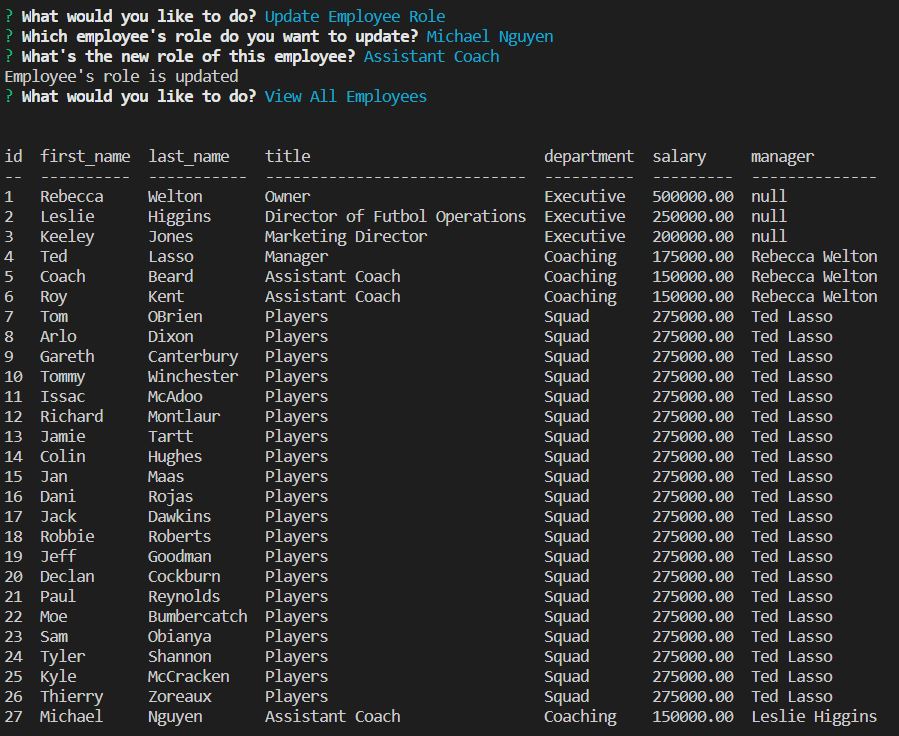 ? What would you like to do? Update Employee Role
? Which employee's role do you want to update? Michael Nguyen
? What's the new role of this employee? Assistant Coach
Employee's role is updated
? What would you like to do? View All Employees
id  first_name  last_name    title                          department  salary     manager
--  ----------  -----------  -----------------------------  ----------  ---------  --------------
1   Rebecca     Welton       Owner                          Executive   500000.00  null
2   Leslie      Higgins      Director of Futbol Operations  Executive   250000.00  null
3   Keeley      Jones        Marketing Director             Executive   200000.00  null
4   Ted         Lasso        Manager                        Coaching    175000.00  Rebecca Welton
5   Coach       Beard        Assistant Coach                Coaching    150000.00  Rebecca Welton
6   Roy         Kent         Assistant Coach                Coaching    150000.00  Rebecca Welton
7   Tom         OBrien       Players                        Squad       275000.00  Ted Lasso
8   Arlo        Dixon        Players                        Squad       275000.00  Ted Lasso
9   Gareth      Canterbury   Players                        Squad       275000.00  Ted Lasso
10  Tommy       Winchester   Players                        Squad       275000.00  Ted Lasso
11  Issac       McAdoo       Players                        Squad       275000.00  Ted Lasso
12  Richard     Montlaur     Players                        Squad       275000.00  Ted Lasso
13  Jamie       Tartt        Players                        Squad       275000.00  Ted Lasso
14  Colin       Hughes       Players                        Squad       275000.00  Ted Lasso
15  Jan         Maas         Players                        Squad       275000.00  Ted Lasso
16  Dani        Rojas        Players                        Squad       275000.00  Ted Lasso
17  Jack        Dawkins      Players                        Squad       275000.00  Ted Lasso
18  Robbie      Roberts      Players                        Squad       275000.00  Ted Lasso
19  Jeff        Goodman      Players                        Squad       275000.00  Ted Lasso
20  Declan      Cockburn     Players                        Squad       275000.00  Ted Lasso
21  Paul        Reynolds     Players                        Squad       275000.00  Ted Lasso
22  Moe         Bumbercatch  Players                        Squad       275000.00  Ted Lasso
23  Sam         Obianya      Players                        Squad       275000.00  Ted Lasso
24  Tyler       Shannon      Players                        Squad       275000.00  Ted Lasso
25  Kyle        McCracken    Players                        Squad       275000.00  Ted Lasso
26  Thierry     Zoreaux      Players                        Squad       275000.00  Ted Lasso
27  Michael     Nguyen       Assistant Coach                Coaching    150000.00  Leslie Higgins